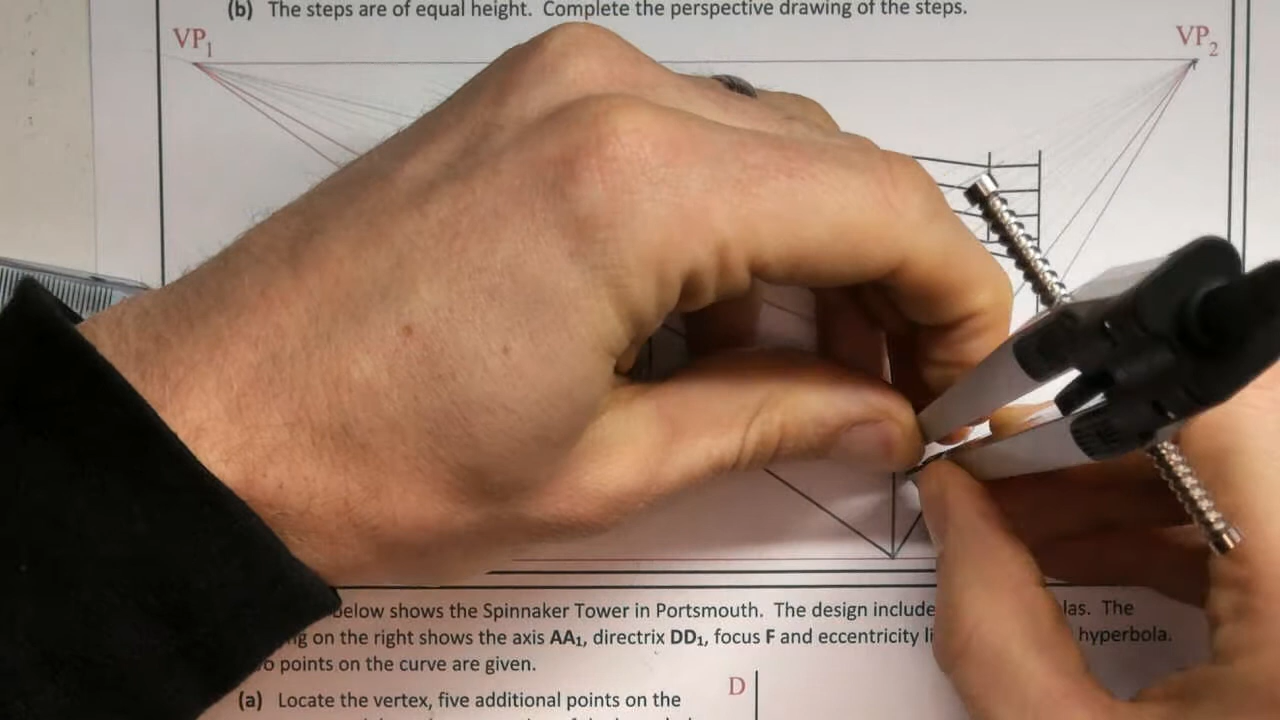 (b) The steps are of equal height. Complete the perspective drawing of the steps.
VP1
VP2
below shows the Spinnaker Tower in Portsmouth. The design include las. The
on the right shows the axis AA1, directrix DD1, focus F and eccentricity li hyperbola.
points on the curve are given.
(a) Locate the vertex, five additional points on the
D